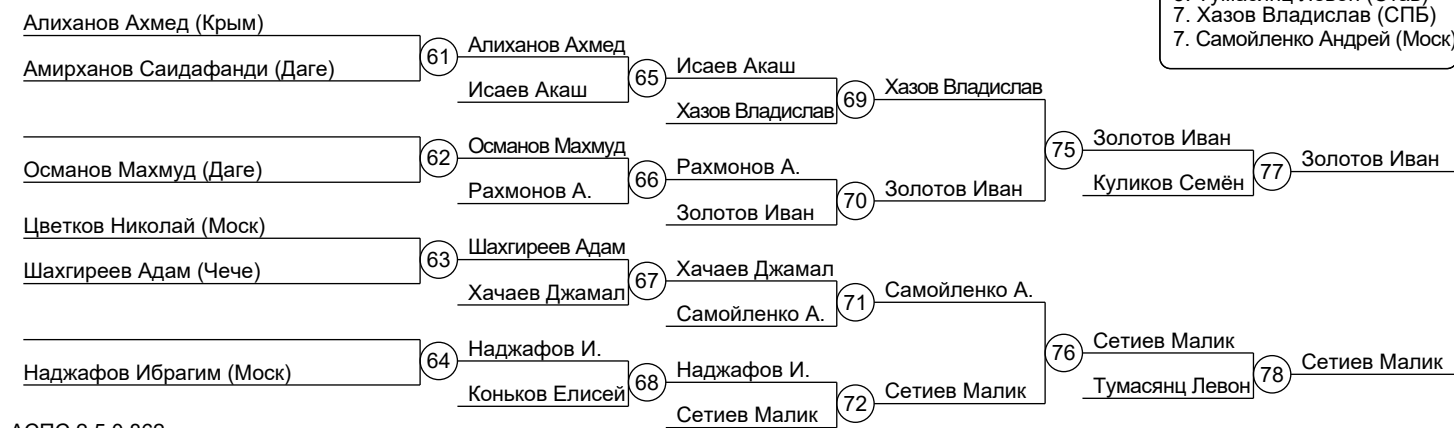 7. Хазов Владислав (СПБ)
7. Самойленко Андрей (Моск)
Алиханов Ахмед (Крым)
Амирханов Саидафанди (Даге)
61
Алиханов Ахмед
Исаев Акаш
65
Исаев Акаш
Хазов Владислав
69
Хазов Владислав
Османов Махмуд (Даге)
62
Османов Махмуд
Рахмонов А.
66
Рахмонов А.
Золотов Иван
70
Золотов Иван
75
Золотов Иван
Куликов Семён
77
Золотов Иван
Цветков Николай (Моск)
Шахгиреев Адам (Чече)
63
Шахгиреев Адам
Хачаев Джамал
67
Хачаев Джамал
Самойленко А.
71
Самойленко А.
Наджафов Ибрагим (Моск)
64
Наджафов И.
Коньков Елисей
68
Наджафов И.
Сетиев Малик
72
Сетиев Малик
76
Сетиев Малик
Тумасянц Левон
78
Сетиев Малик